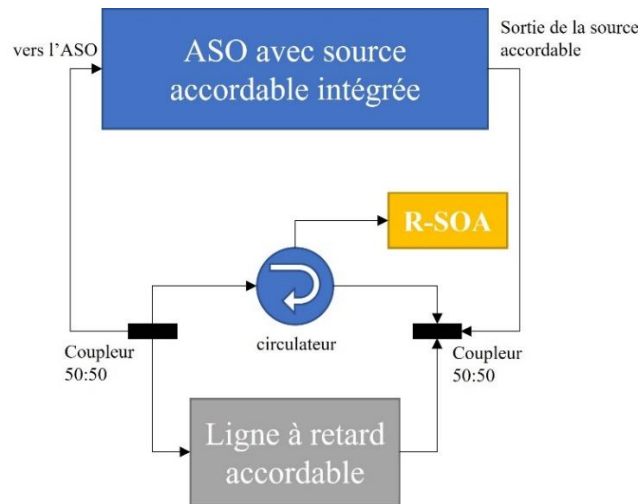 vers l'ASO
ASO avec source
accordable intégrée
Sortie de la source
accordable
R-SOA
circulateur
Coupleur
50:50
Coupleur
50:50
Ligne à retard
accordable